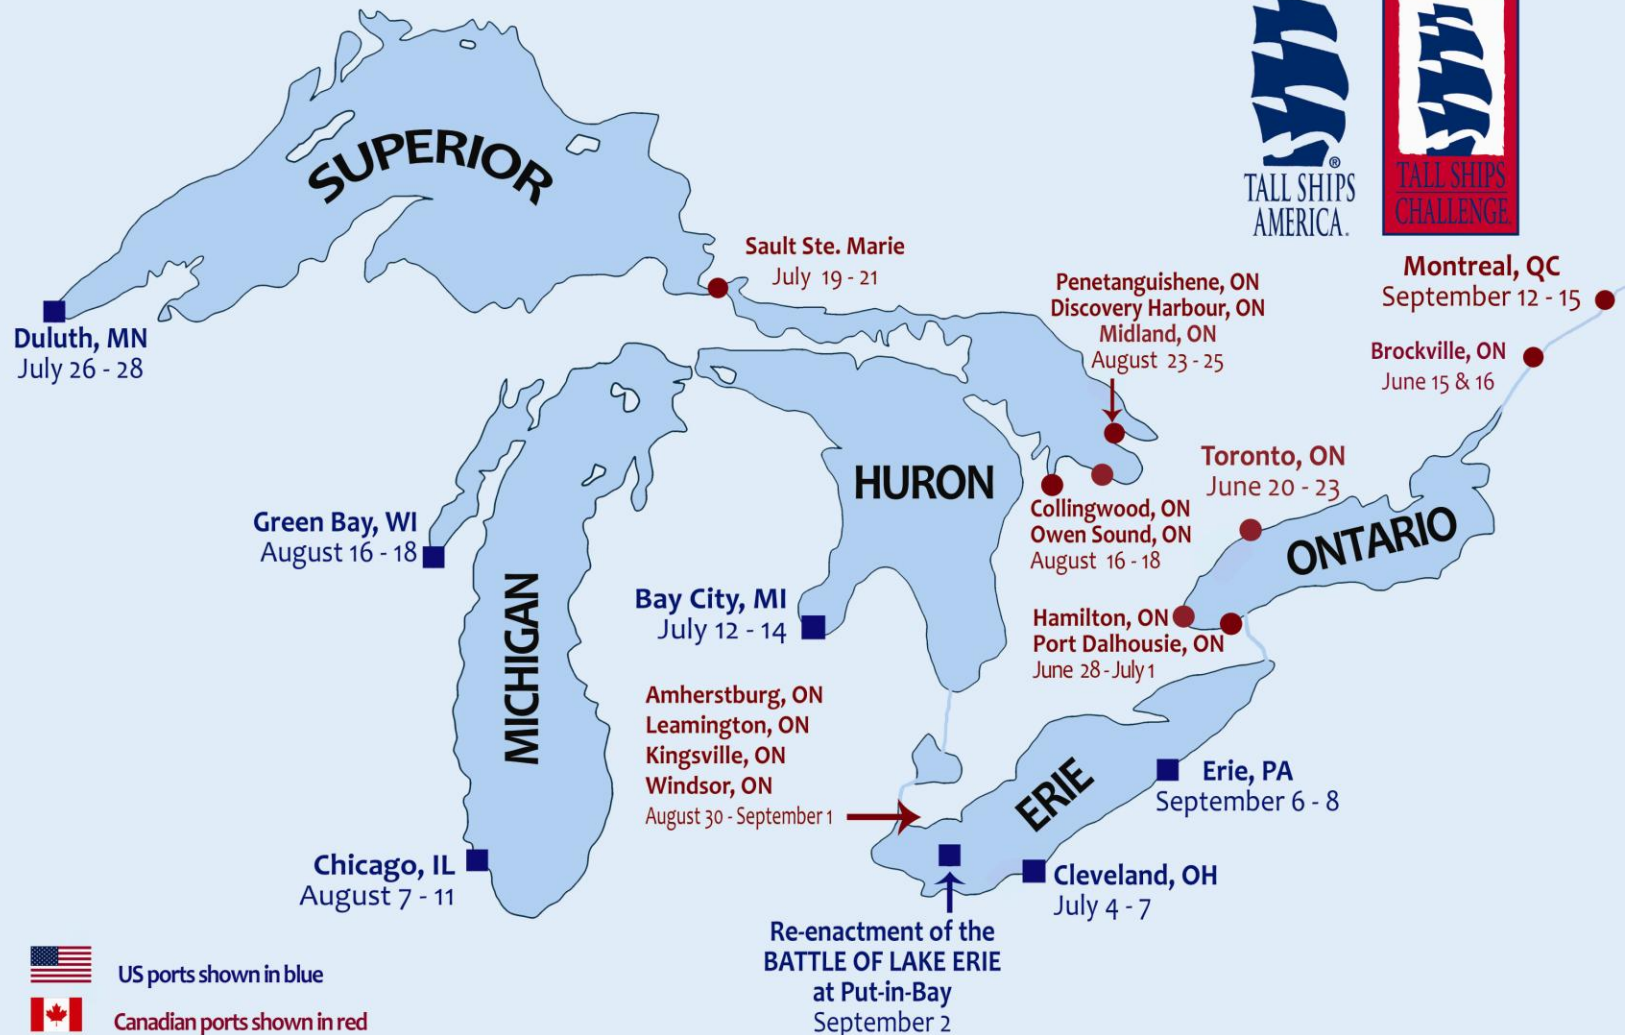 SUPERIOR
®
TALL SHIPS
AMERICA®
TALL SHIPS
CHALLENGE
Sault Ste. Marie
July 19 - 21
Penetanguishene, ON
Discovery Harbour, ON
Midland, ON
August 23 - 25
Montreal, QC
September 12 - 15
Brockville, ON
June 15 & 16
Duluth, MN
July 26 - 28
Toronto, ON
June 20 - 23
HURON
Collingwood, ON
Owen Sound, ON
August 16 - 18
ONTARIO
Green Bay, WI
August 16 - 18
MICHIGAN
Bay City, MI
July 12 - 14
Hamilton, ON
Port Dalhousie, ON
June 28 - July 1
Amherstburg, ON
Leamington, ON
Kingsville, ON
Windsor, ON
August 30 - September 1
ERIE
Erie, PA
September 6 - 8
Chicago, IL
August 7 - 11
Cleveland, OH
July 4 - 7
Re-enactment of the
BATTLE OF LAKE ERIE
at Put-in-Bay
September 2
US ports shown in blue
Canadian ports shown in red